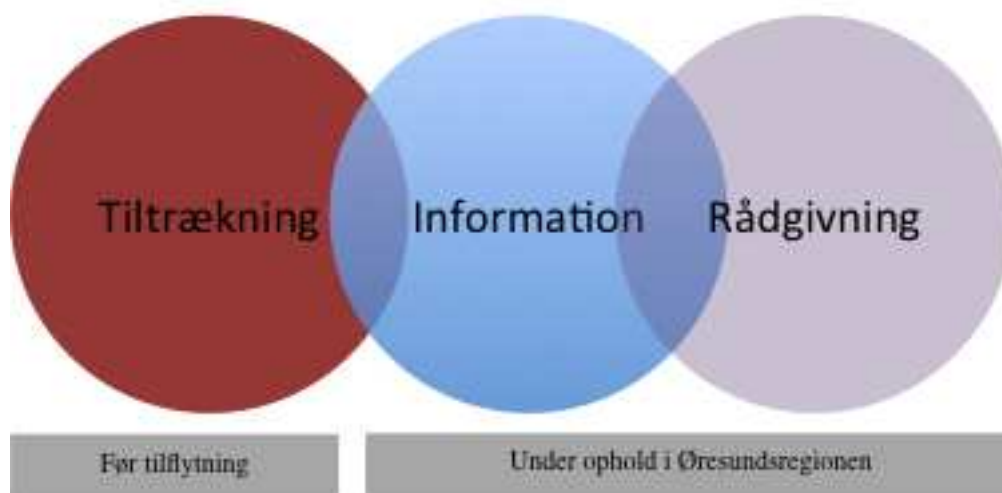 Tiltrækning Information Rådgivning
Før tilflytning
Under ophold i Øresundsregionen